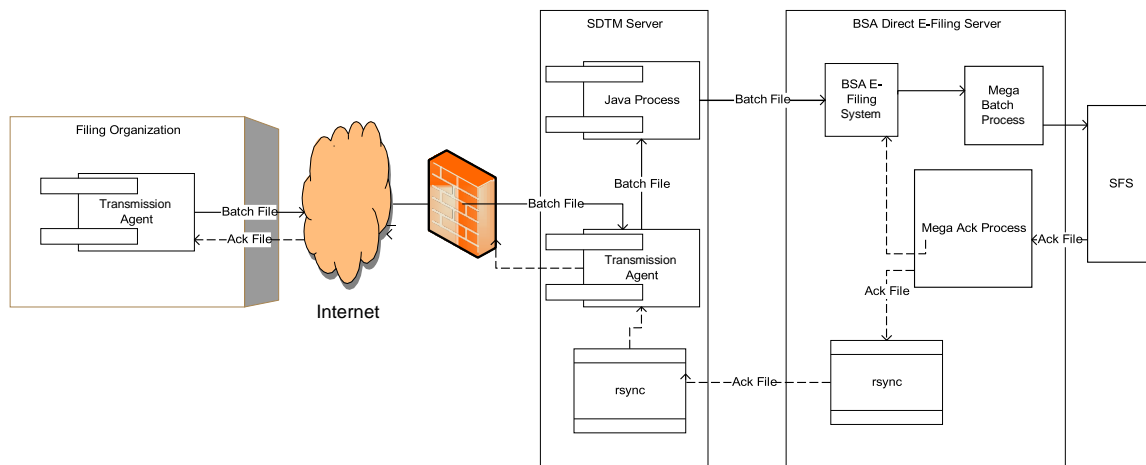 SDTM Server
BSA Direct E-Filing Server
Java Process
Batch File
BSA E-
Filing
System
Mega
Batch
Process
Filing Organization
SFS
Batch File
Transmission
Agent
Batch File
Batch File
Ack File
Mega Ack Process
Ack File
Transmission
Agent
Ack File
Internet
rsync
Ack File
rsync